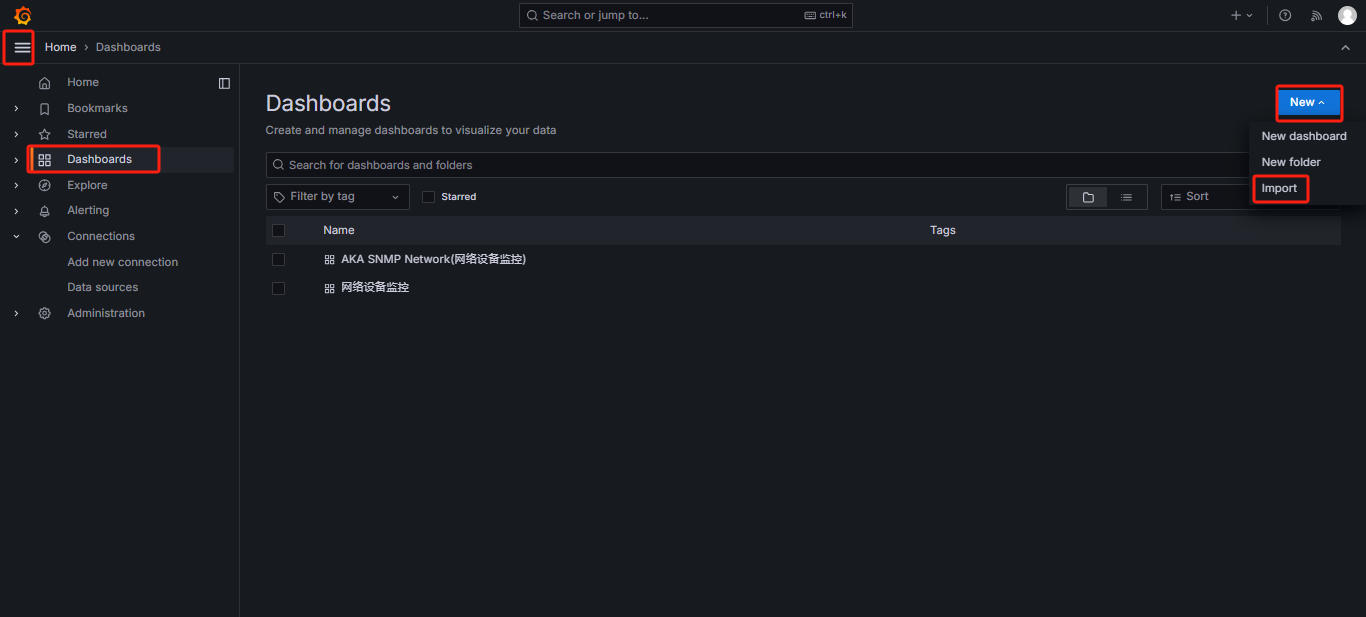 Search or jump to... ctrl+k
Home › Dashboards
Home
Bookmarks
Starred
Dashboards
Explore
Alerting
Connections
Add new connection
Data sources
Administration
Dashboards
Create and manage dashboards to visualize your data
New
New dashboard
New folder
Import
Search for dashboards and folders
Filter by tag
Starred
Sort
Name Tags
AKA SNMP Network(网络设备监控)
网络设备监控